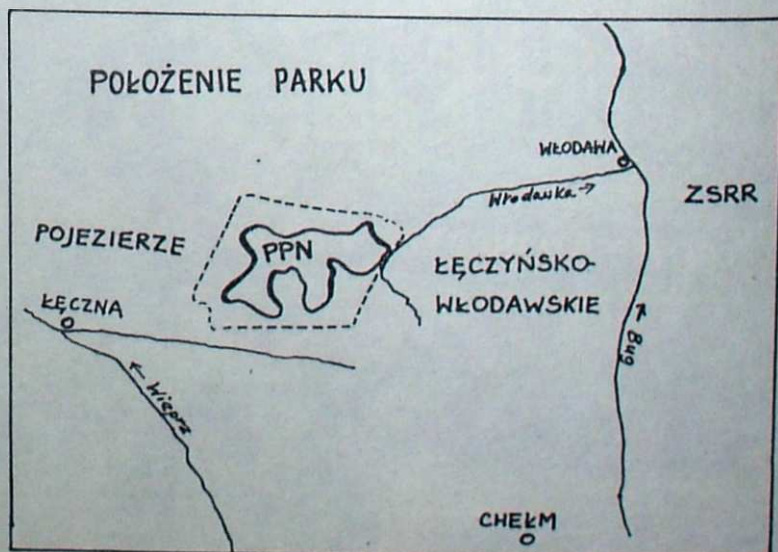 POŁOŻENIE PARKU
WŁODAWA
Włodawka →
ZSRR
POJEZIERZE
PPN
ŁĘCZYŃSKO-
WŁODAWSKIE
ŁĘCZNA
← Wieprz
↑ Bug
CHEŁM